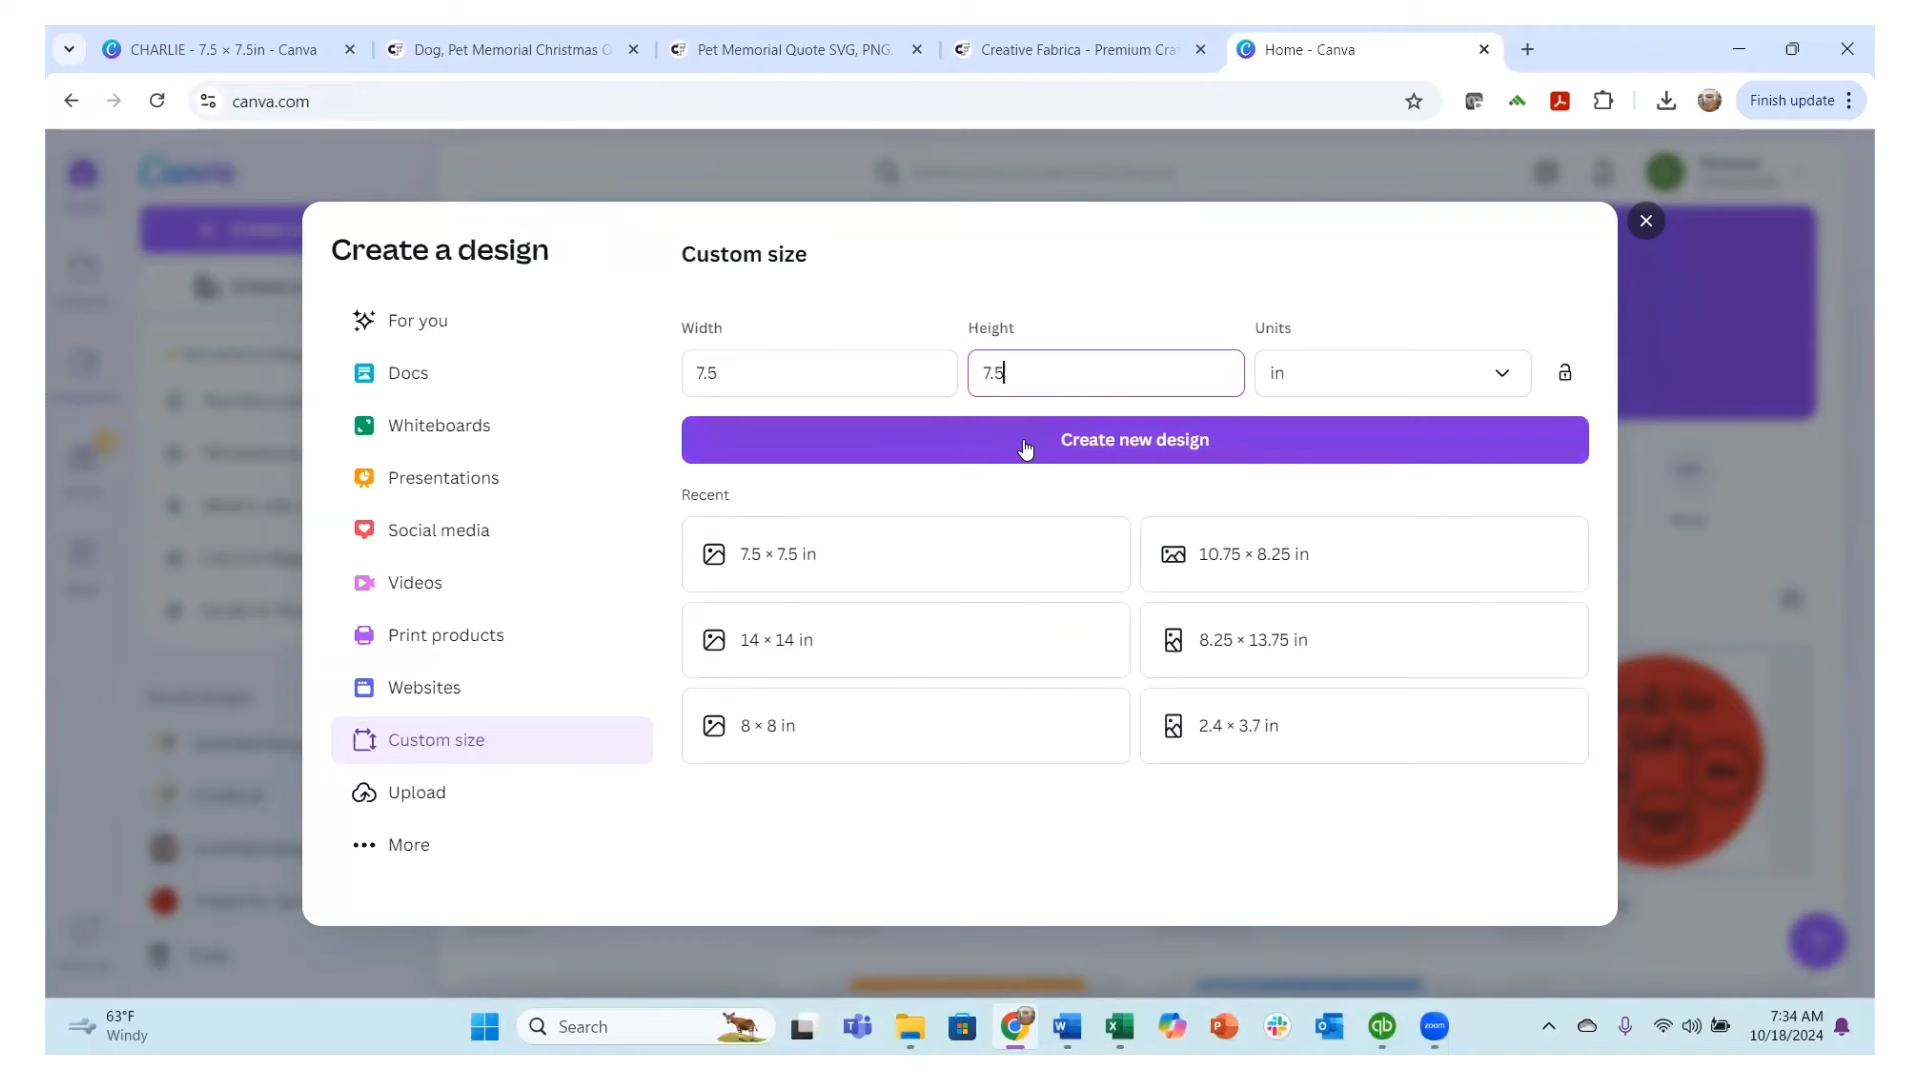 CHARLIE - 7.5 × 7.5in - Canva
Dog, Pet Memorial Christmas O
Pet Memorial Quote SVG, PNG.
Creative Fabrica - Premium Cra
Home - Canva
canva.com
Finish update
Canva
Create a design
For you
Docs
Whiteboards
Presentations
Social media
Videos
Print products
Websites
Custom size
Upload
More
Custom size
Width
Height
Units
7.5
7.5
in
Create new design
Recent
7.5 × 7.5 in
10.75 × 8.25 in
14 × 14 in
8.25 × 13.75 in
8 × 8 in
2.4 × 3.7 in
63°F
Windy
Search
zoom
7:34 AM
10/18/2024